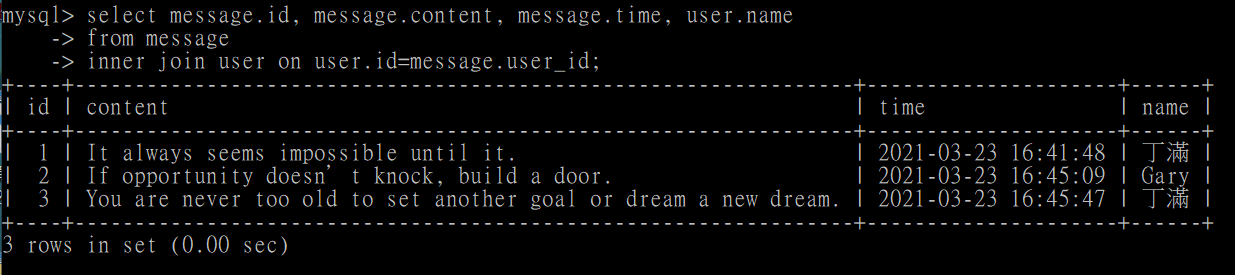 mysql> select message.id, message.content, message.time, user.name
    -> from message
    -> inner join user on user.id=message.user_id;
+----+---------------------------------------------------------------+---------------------+------+
| id | content                                                       | time                | name |
+----+---------------------------------------------------------------+---------------------+------+
|  1 | It always seems impossible until it.                          | 2021-03-23 16:41:48 | 丁滿 |
|  2 | If opportunity doesn’t knock, build a door.                   | 2021-03-23 16:45:09 | Gary |
|  3 | You are never too old to set another goal or dream a new dream. | 2021-03-23 16:45:47 | 丁滿 |
+----+---------------------------------------------------------------+---------------------+------+
3 rows in set (0.00 sec)